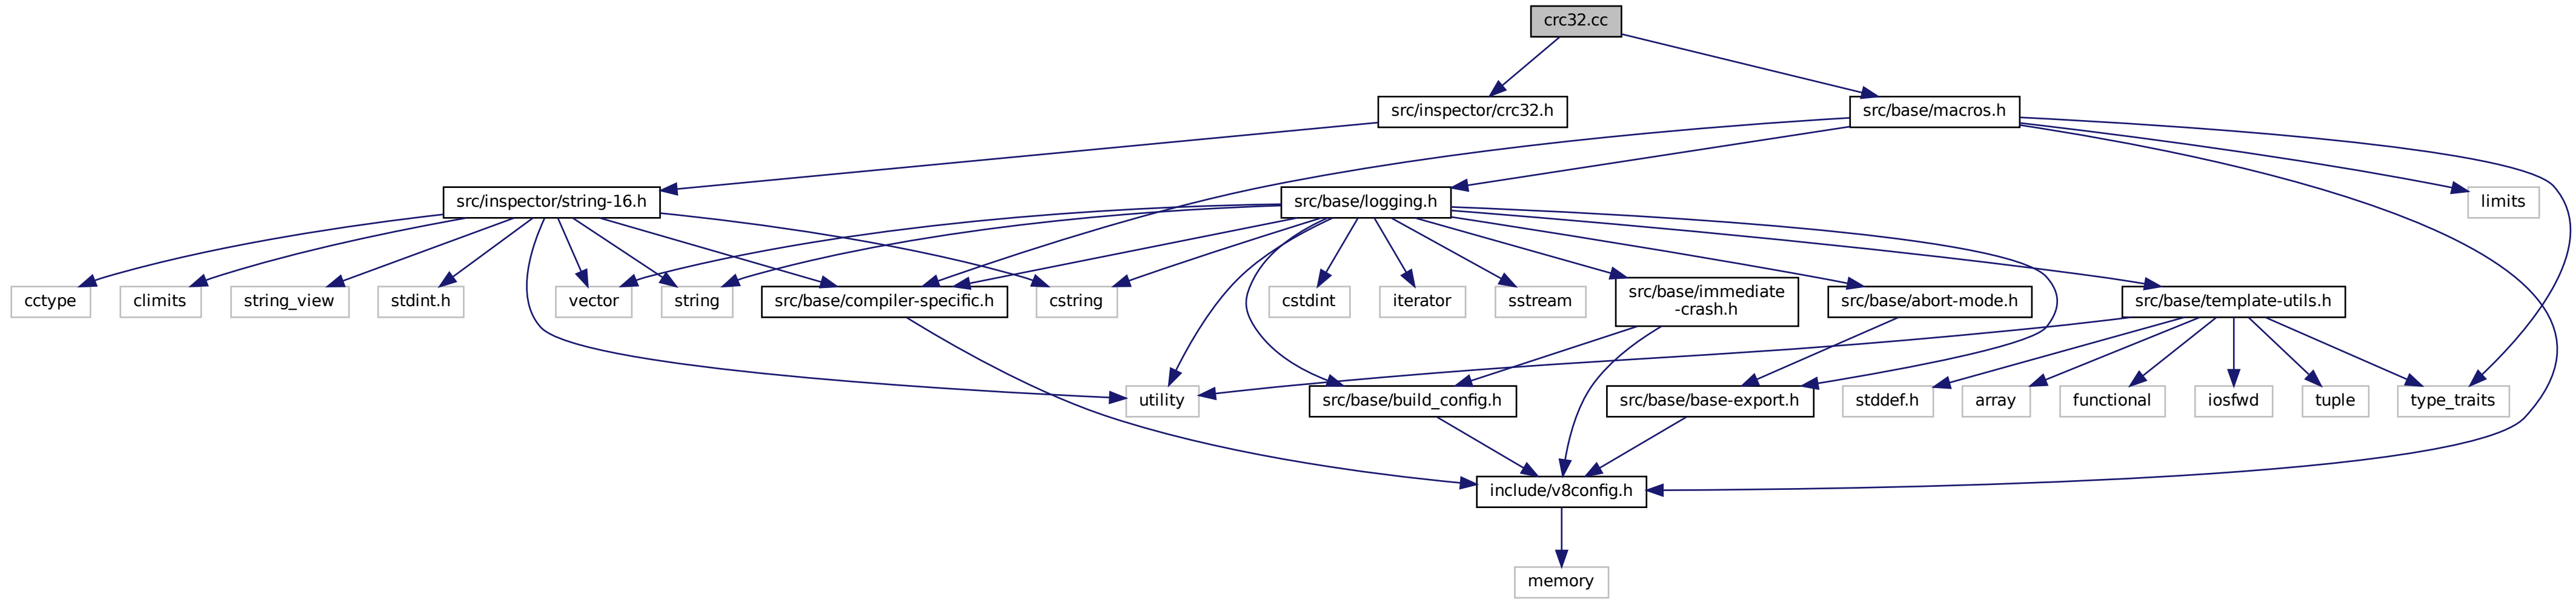 crc32.cc
src/inspector/crc32.h
src/base/macros.h
src/inspector/string-16.h
src/base/logging.h
limits
cctype
climits
string_view
stdint.h
vector
string
src/base/compiler-specific.h
cstring
cstdint
iterator
sstream
src/base/immediate
-crash.h
src/base/abort-mode.h
src/base/template-utils.h
utility
src/base/build_config.h
src/base/base-export.h
stddef.h
array
functional
iosfwd
tuple
type_traits
include/v8config.h
memory